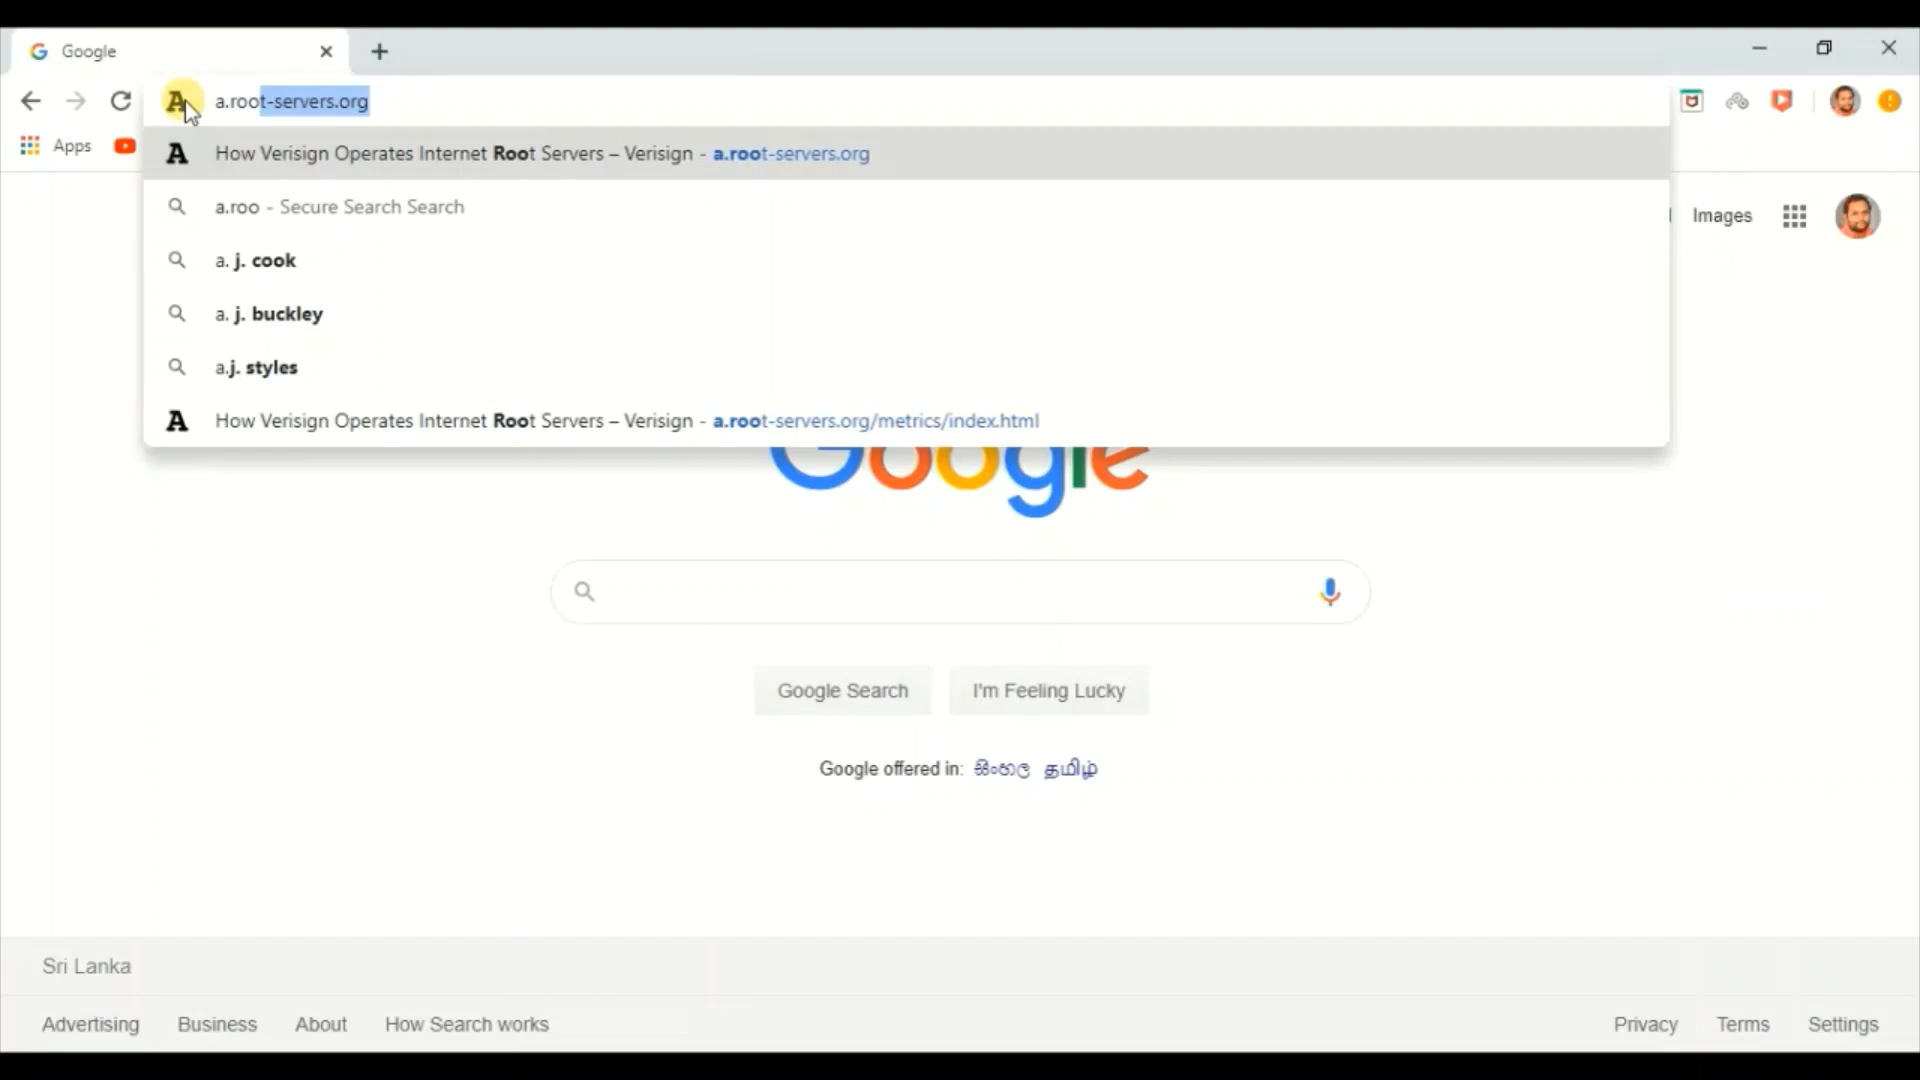 Google
a.root-servers.org
Apps
How Verisign Operates Internet Root Servers – Verisign - a.root-servers.org
a.roo - Secure Search Search
a. j. cook
a. j. buckley
a.j. styles
How Verisign Operates Internet Root Servers – Verisign - a.root-servers.org/metrics/index.html
Images
Google
Google Search
I'm Feeling Lucky
Google offered in: සිංහල தமிழ்
Sri Lanka
Advertising Business About How Search works
Privacy Terms Settings